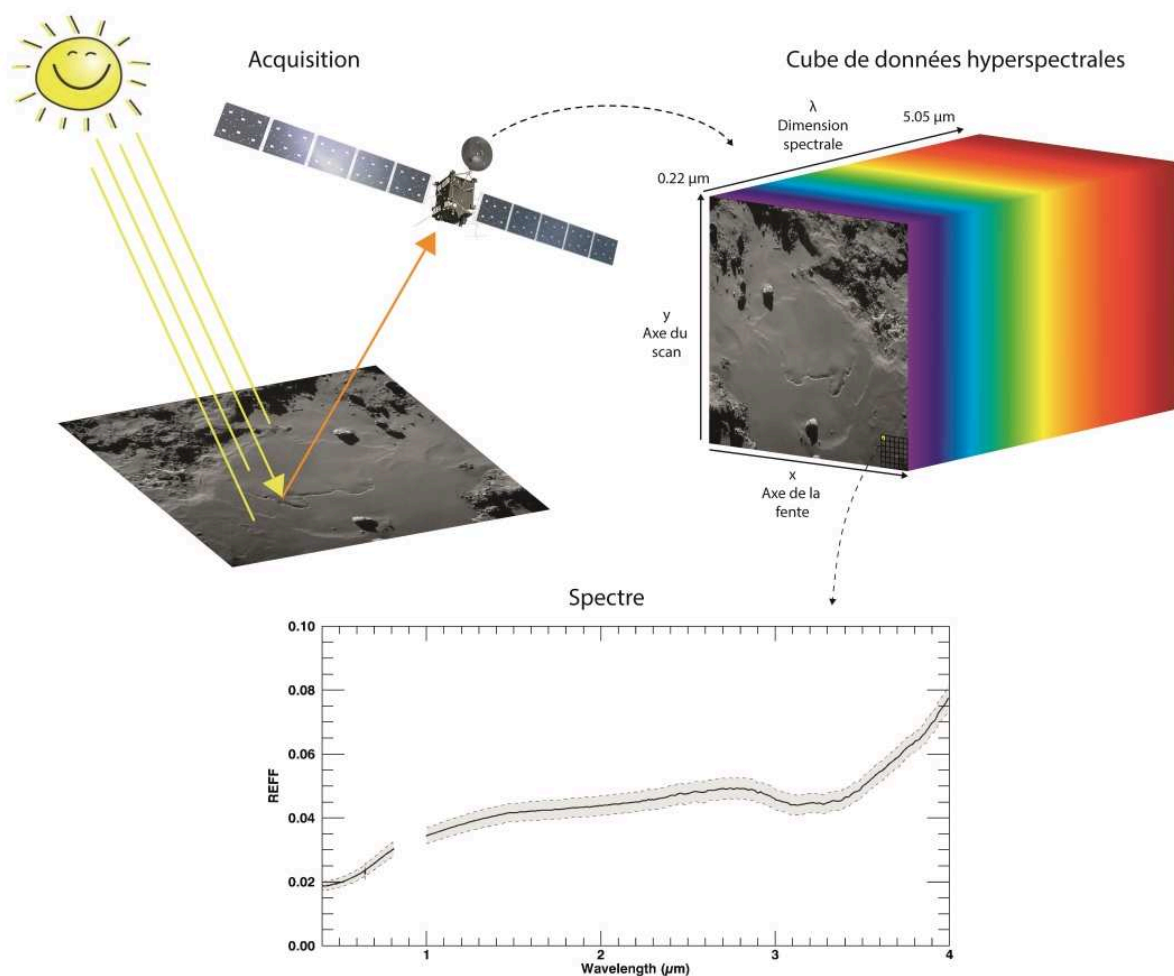 Acquisition
Cube de données hyperspectrales
λ
Dimension
spectrale
5.05 µm
0.22 µm
y
Axe du
scan
x
Axe de la
fente
Spectre
0.10
0.08
0.06
0.04
0.02
0.00
REFF
1
2
3
4
Wavelength (µm)